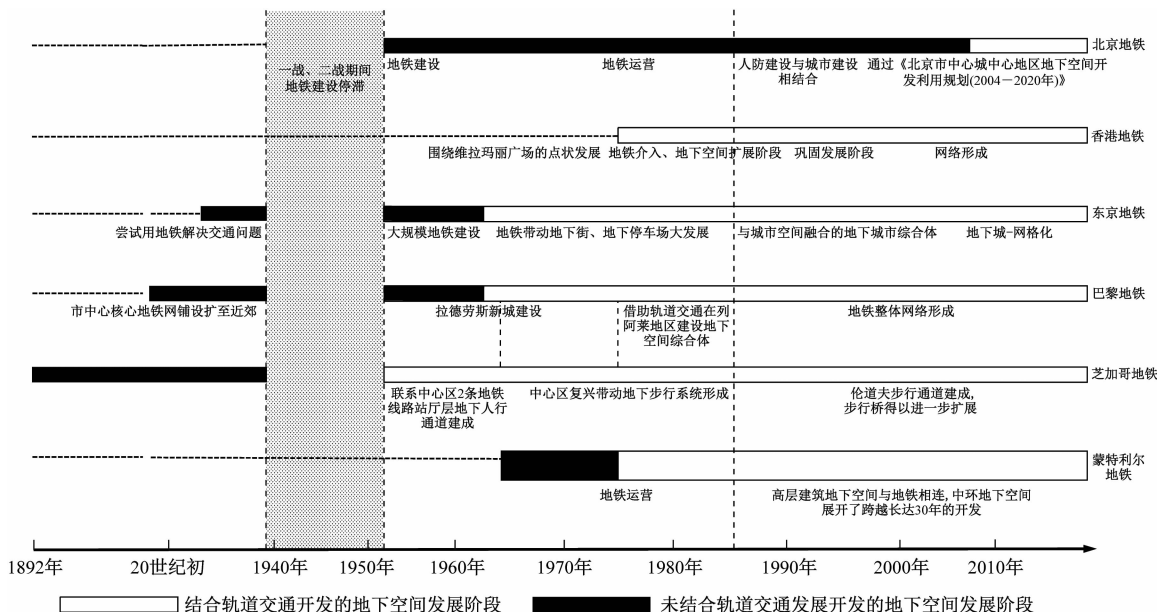 北京地铁
一战、二战期间
地铁建设停滞
地铁建设
地铁运营
人防建设与城市建设
相结合
通过《北京市中心城中心地区地下空间开
发利用规划(2004－2020年)》
香港地铁
围绕维拉玛丽广场的点状发展
地铁介入、地下空间扩展阶段
巩固发展阶段
网络形成
东京地铁
尝试用地铁解决交通问题
大规模地铁建设
地铁带动地下街、地下停车场大发展
与城市空间融合的地下城市综合体
地下城-网格化
巴黎地铁
市中心核心地铁网铺设扩至近郊
拉德劳斯新城建设
借助轨道交通在列
阿莱地区建设地下
空间综合体
地铁整体网络形成
芝加哥地铁
联系中心区2条地铁
线路站厅层地下人行
通道建成
中心区复兴带动地下步行系统形成
伦道夫步行通道建成,
步行桥得以进一步扩展
蒙特利尔
地铁
地铁运营
高层建筑地下空间与地铁相连, 中环地下空间
展开了跨越长达30年的开发
1892年
20世纪初
1940年
1950年
1960年
1970年
1980年
1990年
2000年
2010年
结合轨道交通开发的地下空间发展阶段
未结合轨道交通发展开发的地下空间发展阶段